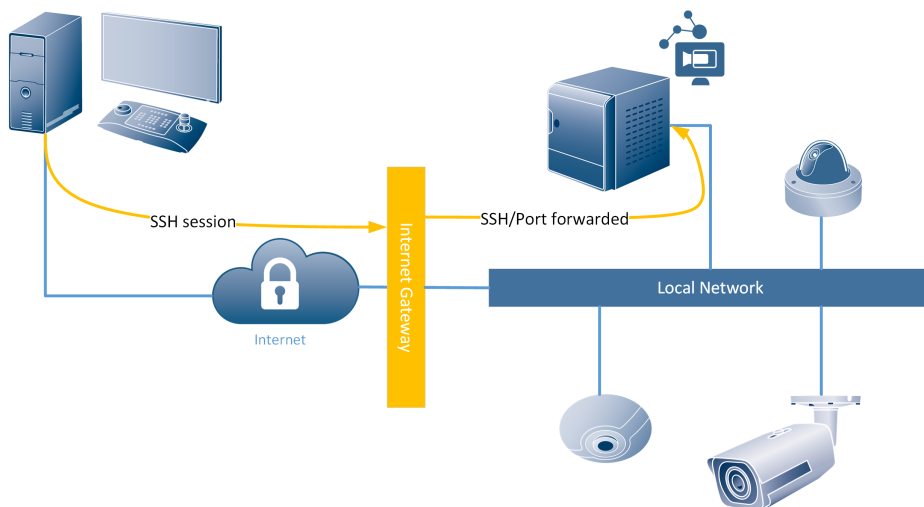 SSH session
SSH/Port forwarded
Internet Gateway
Local Network
Internet